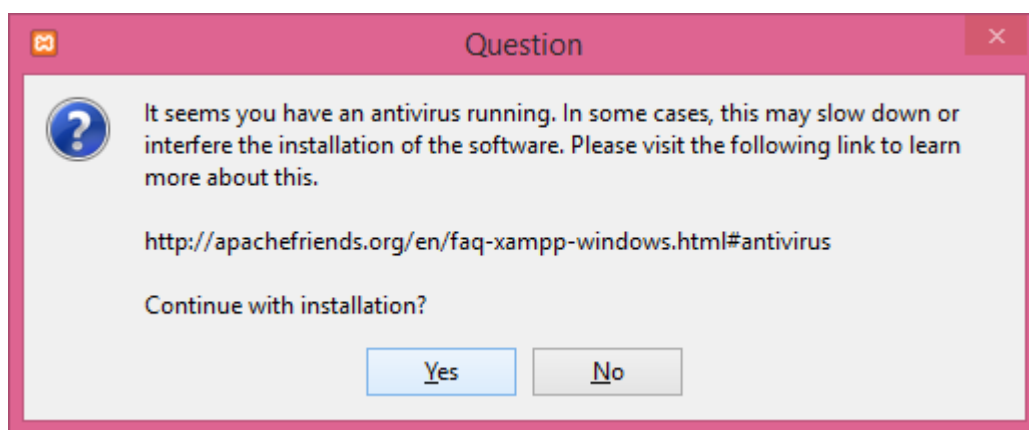 Question
It seems you have an antivirus running. In some cases, this may slow down or
interfere the installation of the software. Please visit the following link to learn
more about this.
http://apachefriends.org/en/faq-xampp-windows.html#antivirus
Continue with installation?
Yes No